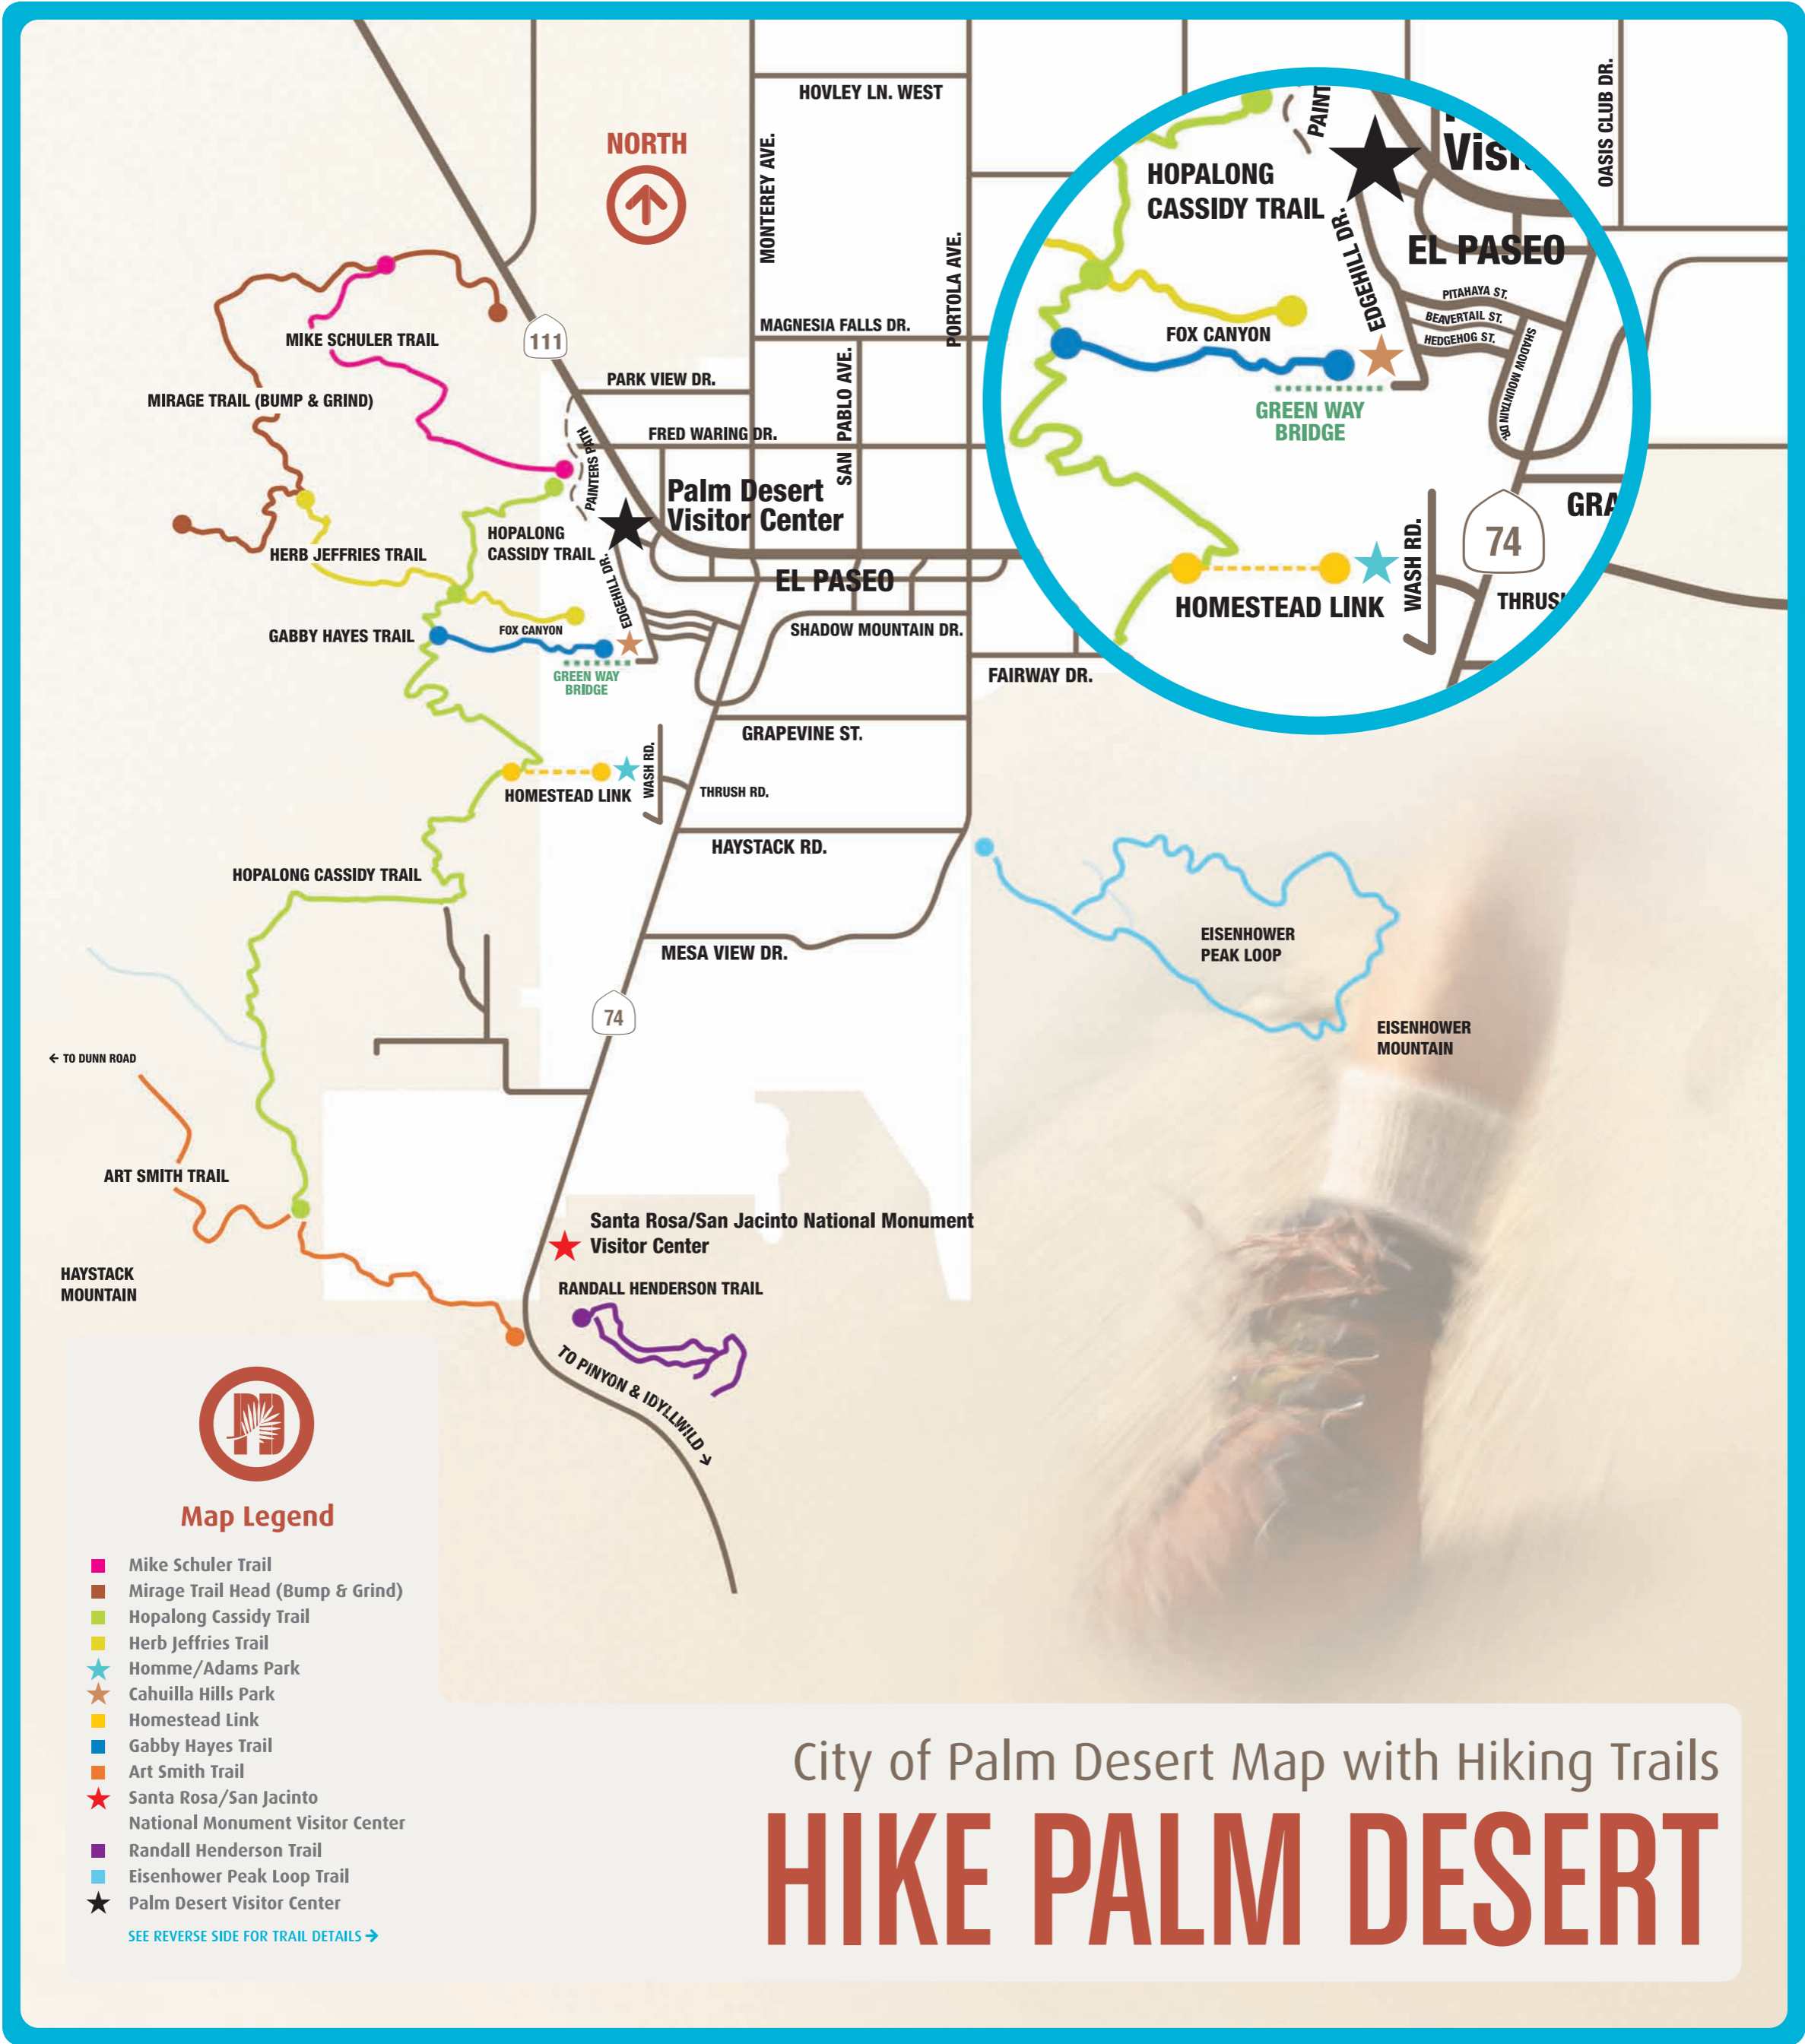 HOVLEY LN. WEST
NORTH
MONTEREY AVE.
OASIS CLUB DR.
PORTOLA AVE.
MAGNESIA FALLS DR.
SAN PABLO AVE.
111
MIKE SCHULER TRAIL
PARK VIEW DR.
MIRAGE TRAIL (BUMP & GRIND)
FRED WARING DR.
PAINTERS PATH
Palm Desert
Visitor Center
HOPALONG
CASSIDY TRAIL
HERB JEFFRIES TRAIL
EDGEHILL DR.
EL PASEO
SHADOW MOUNTAIN DR.
GABBY HAYES TRAIL
FOX CANYON
GREEN WAY
BRIDGE
FAIRWAY DR.
GRAPEVINE ST.
WASH RD.
THRUSH RD.
HOMESTEAD LINK
HAYSTACK RD.
HOPALONG CASSIDY TRAIL
MESA VIEW DR.
74
PAINT
HOPALONG
CASSIDY TRAIL
EDGEHILL DR.
EL PASEO
PITAHAYA ST.
BEAVERTAIL ST.
HEDGEHOG ST.
SHADOW MOUNTAIN DR.
FOX CANYON
GREEN WAY
BRIDGE
GRA
74
WASH RD.
THRUS
HOMESTEAD LINK
EISENHOWER
PEAK LOOP
EISENHOWER
MOUNTAIN
← TO DUNN ROAD
ART SMITH TRAIL
HAYSTACK
MOUNTAIN
Santa Rosa/San Jacinto National Monument
Visitor Center
RANDALL HENDERSON TRAIL
TO PINYON & IDYLLWILD →
PD
Map Legend
Mike Schuler Trail
Mirage Trail Head (Bump & Grind)
Hopalong Cassidy Trail
Herb Jeffries Trail
Homme/Adams Park
Cahuilla Hills Park
Homestead Link
Gabby Hayes Trail
Art Smith Trail
Santa Rosa/San Jacinto
National Monument Visitor Center
Randall Henderson Trail
Eisenhower Peak Loop Trail
Palm Desert Visitor Center
SEE REVERSE SIDE FOR TRAIL DETAILS →
City of Palm Desert Map with Hiking Trails
HIKE PALM DESERT